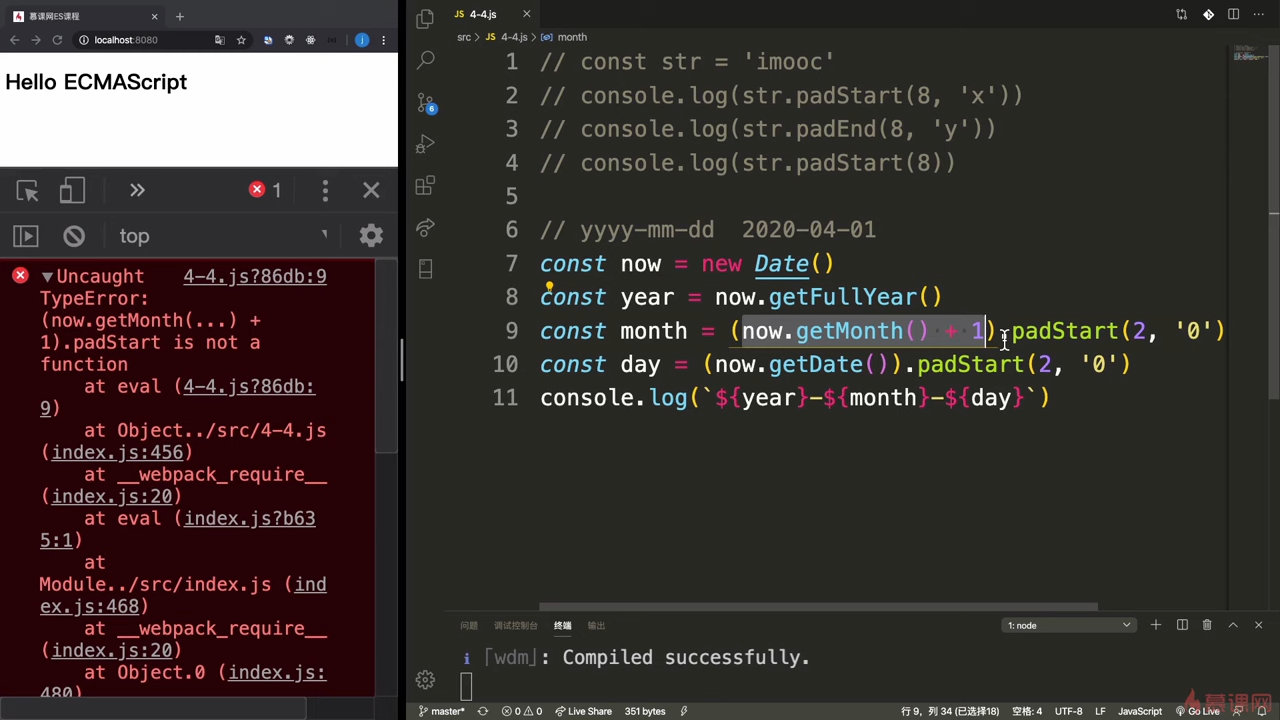 慕课网ES课程
localhost:8080
Hello ECMAScript
1
top
Uncaught 4-4.js?86db:9
TypeError:
(now.getMonth(...) +
1).padStart is not a
function
at eval (4-4.js?86db:
9)
at Object../src/4-4.js
(index.js:456)
at __webpack_require__
(index.js:20)
at eval (index.js?b63
5:1)
at
Module../src/index.js (ind
ex.js:468)
at __webpack_require__
(index.js:20)
at Object.0 (index.js:
480)
JS 4-4.js
src > JS 4-4.js > month
1 // const str = 'imooc'
2 // console.log(str.padStart(8, 'x'))
3 // console.log(str.padEnd(8, 'y'))
4 // console.log(str.padStart(8))
5
6 // yyyy-mm-dd  2020-04-01
7 const now = new Date()
8 const year = now.getFullYear()
9 const month = (now.getMonth() + 1).padStart(2, '0')
10 const day = (now.getDate()).padStart(2, '0')
11 console.log(`${year}-${month}-${day}`)
6
问题 调试控制台 终端 输出 1: node
i ｢wdm｣: Compiled successfully.
master* 0 0 Live Share 351 bytes 行 9，列 34 (已选择18) 空格: 4 UTF-8 LF JavaScript Go Live
慕课网